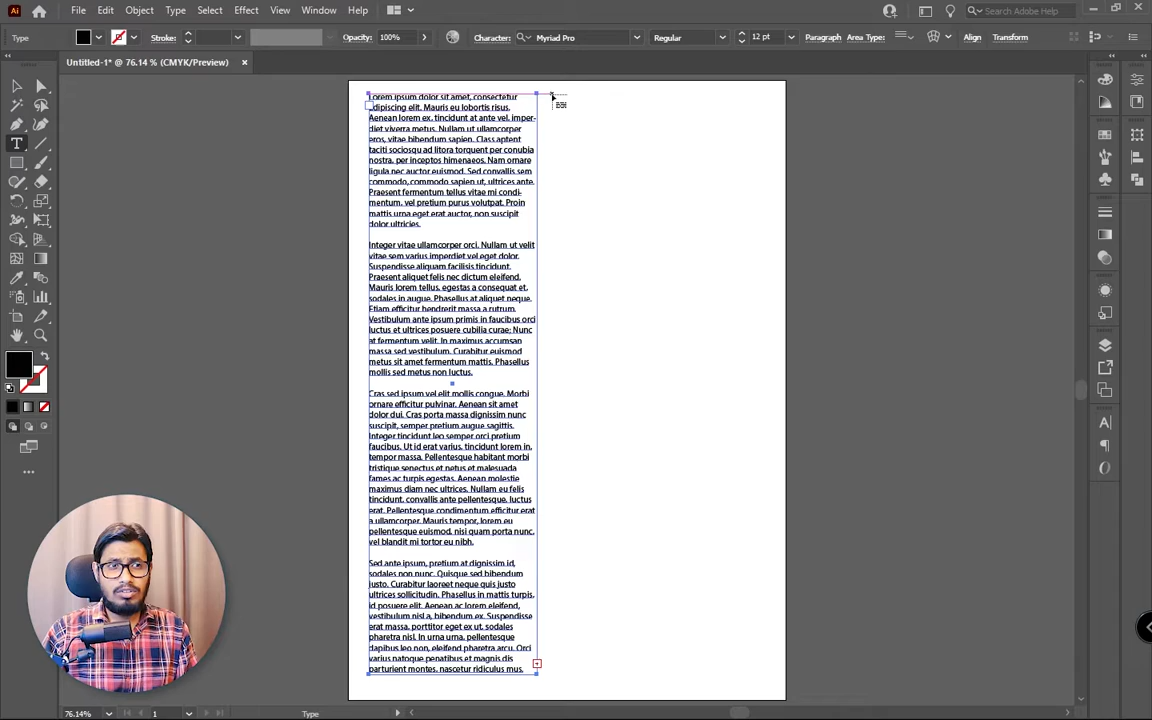 Ai
File Edit Object Type Select Effect View Window Help
Search Adobe Help
Type Stroke: Opacity: 100% Character: Myriad Pro Regular 12 pt Paragraph Area Type: Align Transform
Untitled-1* @ 76.14 % (CMYK/Preview)
Lorem ipsum dolor sit amet, consectetur
adipiscing elit. Mauris eu lobortis risus.
Aenean lorem ex, tincidunt at ante vel, imper-
diet viverra metus. Nullam ut ullamcorper
eros, vitae bibendum sapien. Class aptent
taciti sociosqu ad litora torquent per conubia
nostra, per inceptos himenaeos. Nam ornare
ligula nec auctor euismod. Sed convallis sem
commodo, commodo sapien ut, ultrices ante.
Praesent fermentum tellus vitae mi condi-
mentum, vel pretium purus volutpat. Proin
mattis urna eget erat auctor, non suscipit
dolor ultricies.
Integer vitae ullamcorper orci. Nullam ut velit
vitae sem varius imperdiet vel eget dolor.
Suspendisse aliquam facilisis tincidunt.
Praesent aliquet felis nec dictum eleifend.
Mauris lorem tellus, egestas a consequat et,
sodales in augue. Phasellus at aliquet neque.
Etiam efficitur hendrerit massa a rutrum.
Vestibulum ante ipsum primis in faucibus orci
luctus et ultrices posuere cubilia curae; Nunc
at fermentum velit. In maximus accumsan
massa sed vestibulum. Curabitur euismod
metus sit amet fermentum mattis. Phasellus
mollis sed metus non luctus.
Cras sed ipsum vel elit mollis congue. Morbi
ornare efficitur pulvinar. Aenean sit amet
dolor dui. Cras porta massa dignissim nunc
suscipit, semper pretium augue sagittis.
Integer tincidunt leo semper orci pretium
faucibus. Ut id erat varius, tincidunt lorem in,
tempor massa. Pellentesque habitant morbi
tristique senectus et netus et malesuada
fames ac turpis egestas. Aenean molestie
maximus diam nec ultrices. Nullam eu felis
tincidunt, convallis ante pellentesque, luctus
erat. Pellentesque condimentum efficitur erat
a ullamcorper. Mauris tempor, lorem eu
pellentesque euismod, nisi quam porta nunc,
vel blandit mi tortor eu nibh.
Sed ante ipsum, pretium at dignissim id,
sodales non nunc. Quisque sed bibendum
justo. Curabitur laoreet neque quis justo
ultrices sollicitudin. Phasellus in mattis turpis,
id posuere elit. Aenean ac lorem eleifend,
vestibulum nisl a, bibendum ex. Suspendisse
erat massa, porttitor eget ex ut, sodales
pharetra nisl. In urna urna, pellentesque
dapibus leo non, eleifend pharetra arcu. Orci
varius natoque penatibus et magnis dis
parturient montes, nascetur ridiculus mus.
76.14% 1 Type